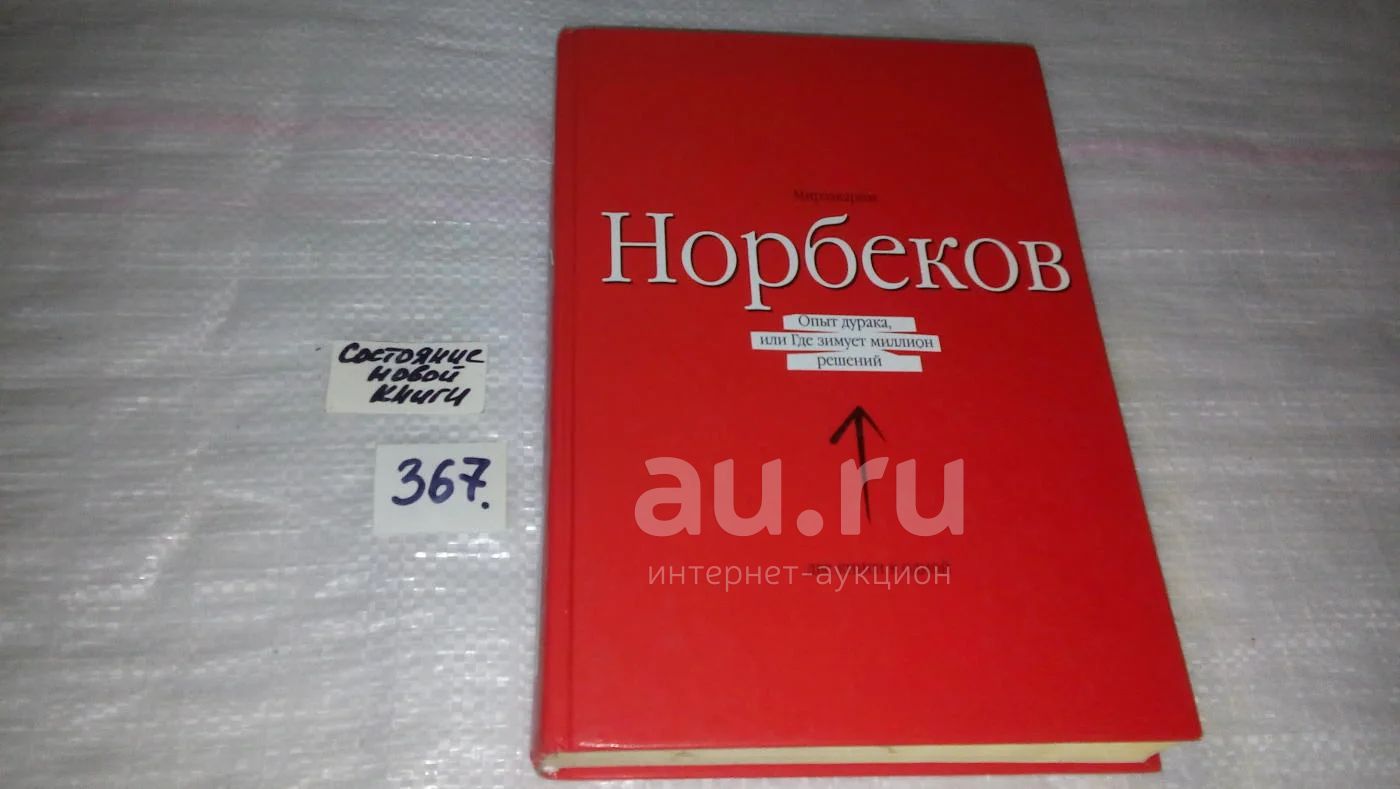 Мирзакарим
Норбеков
Опыт дурака,
или Где зимует миллион
решений
Состояние
новой
книги
367.
au.ru
интернет-аукцион